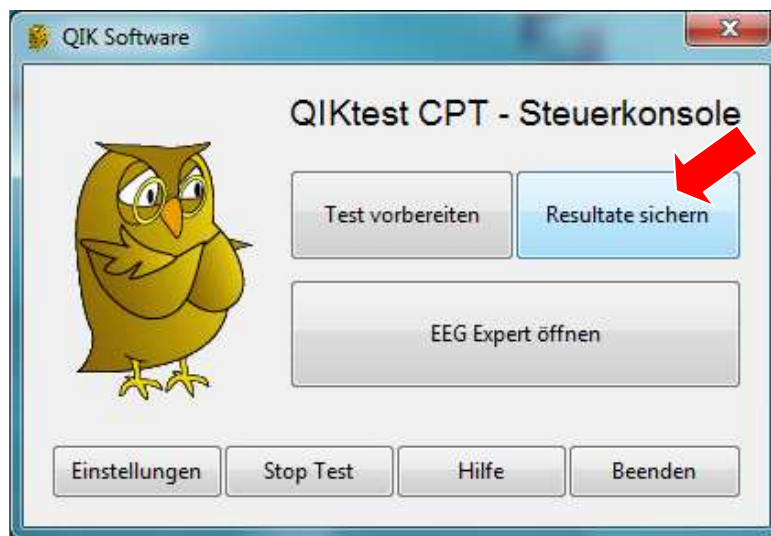 QIK Software
QIKtest CPT - Steuerkonsole
Test vorbereiten
Resultate sichern
EEG Expert öffnen
Einstellungen
Stop Test
Hilfe
Beenden